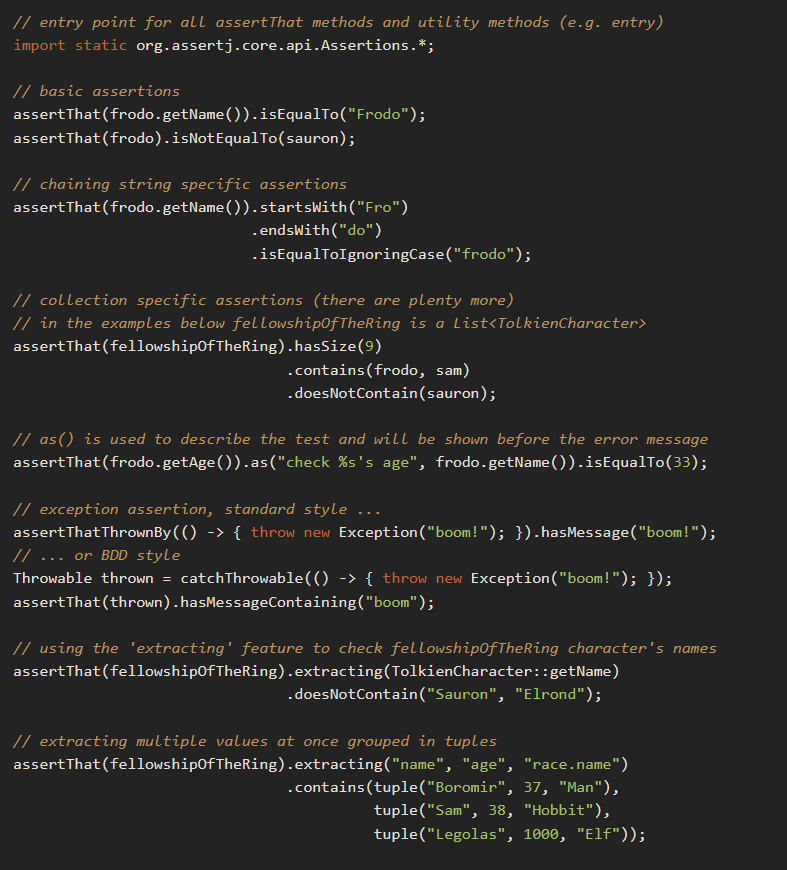 // entry point for all assertThat methods and utility methods (e.g. entry)
import static org.assertj.core.api.Assertions.*;
// basic assertions
assertThat(frodo.getName()).isEqualTo("Frodo");
assertThat(frodo).isNotEqualTo(sauron);
// chaining string specific assertions
assertThat(frodo.getName()).startsWith("Fro")
.endsWith("do")
.isEqualToIgnoringCase("frodo");
// collection specific assertions (there are plenty more)
// in the examples below fellowshipOfTheRing is a List<TolkienCharacter>
assertThat(fellowshipOfTheRing).hasSize(9)
.contains(frodo, sam)
.doesNotContain(sauron);
// as() is used to describe the test and will be shown before the error message
assertThat(frodo.getAge()).as("check %s's age", frodo.getName()).isEqualTo(33);
// exception assertion, standard style ...
assertThatThrownBy(() -> { throw new Exception("boom!"); }).hasMessage("boom!");
// ... or BDD style
Throwable thrown = catchThrowable(() -> { throw new Exception("boom!"); });
assertThat(thrown).hasMessageContaining("boom");
// using the 'extracting' feature to check fellowshipOfTheRing character's names
assertThat(fellowshipOfTheRing).extracting(TolkienCharacter::getName)
.doesNotContain("Sauron", "Elrond");
// extracting multiple values at once grouped in tuples
assertThat(fellowshipOfTheRing).extracting("name", "age", "race.name")
.contains(tuple("Boromir", 37, "Man"),
tuple("Sam", 38, "Hobbit"),
tuple("Legolas", 1000, "Elf"));